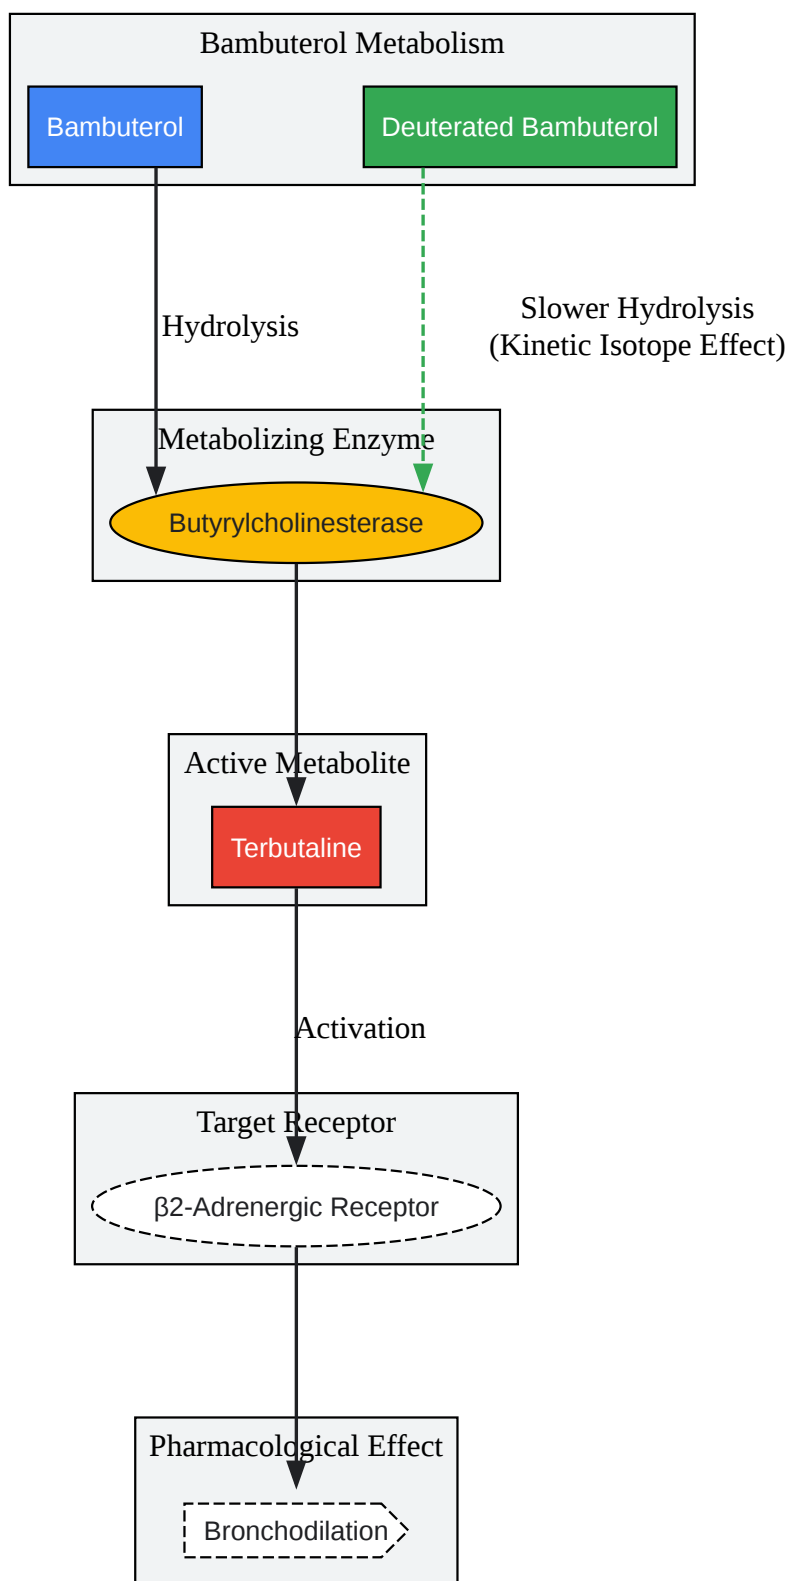 Bambuterol Metabolism
Bambuterol
Deuterated Bambuterol
Hydrolysis
Slower Hydrolysis
(Kinetic Isotope Effect)
Metabolizing Enzyme
Butyrylcholinesterase
Active Metabolite
Terbutaline
Activation
Target Receptor
β2-Adrenergic Receptor
Pharmacological Effect
Bronchodilation